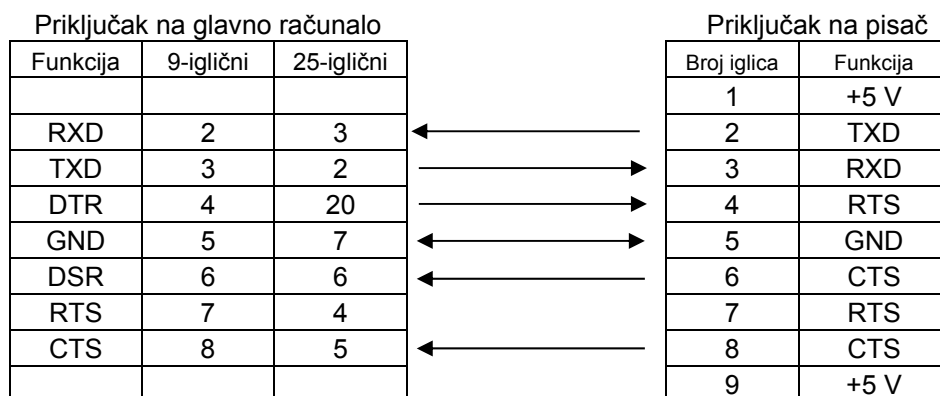 Priključak na glavno računalo Priključak na pisač
Funkcija 9-iglični 25-iglični Broj iglica Funkcija
1 +5 V
RXD 2 3 2 TXD
TXD 3 2 3 RXD
DTR 4 20 4 RTS
GND 5 7 5 GND
DSR 6 6 6 CTS
RTS 7 4 7 RTS
CTS 8 5 8 CTS
9 +5 V